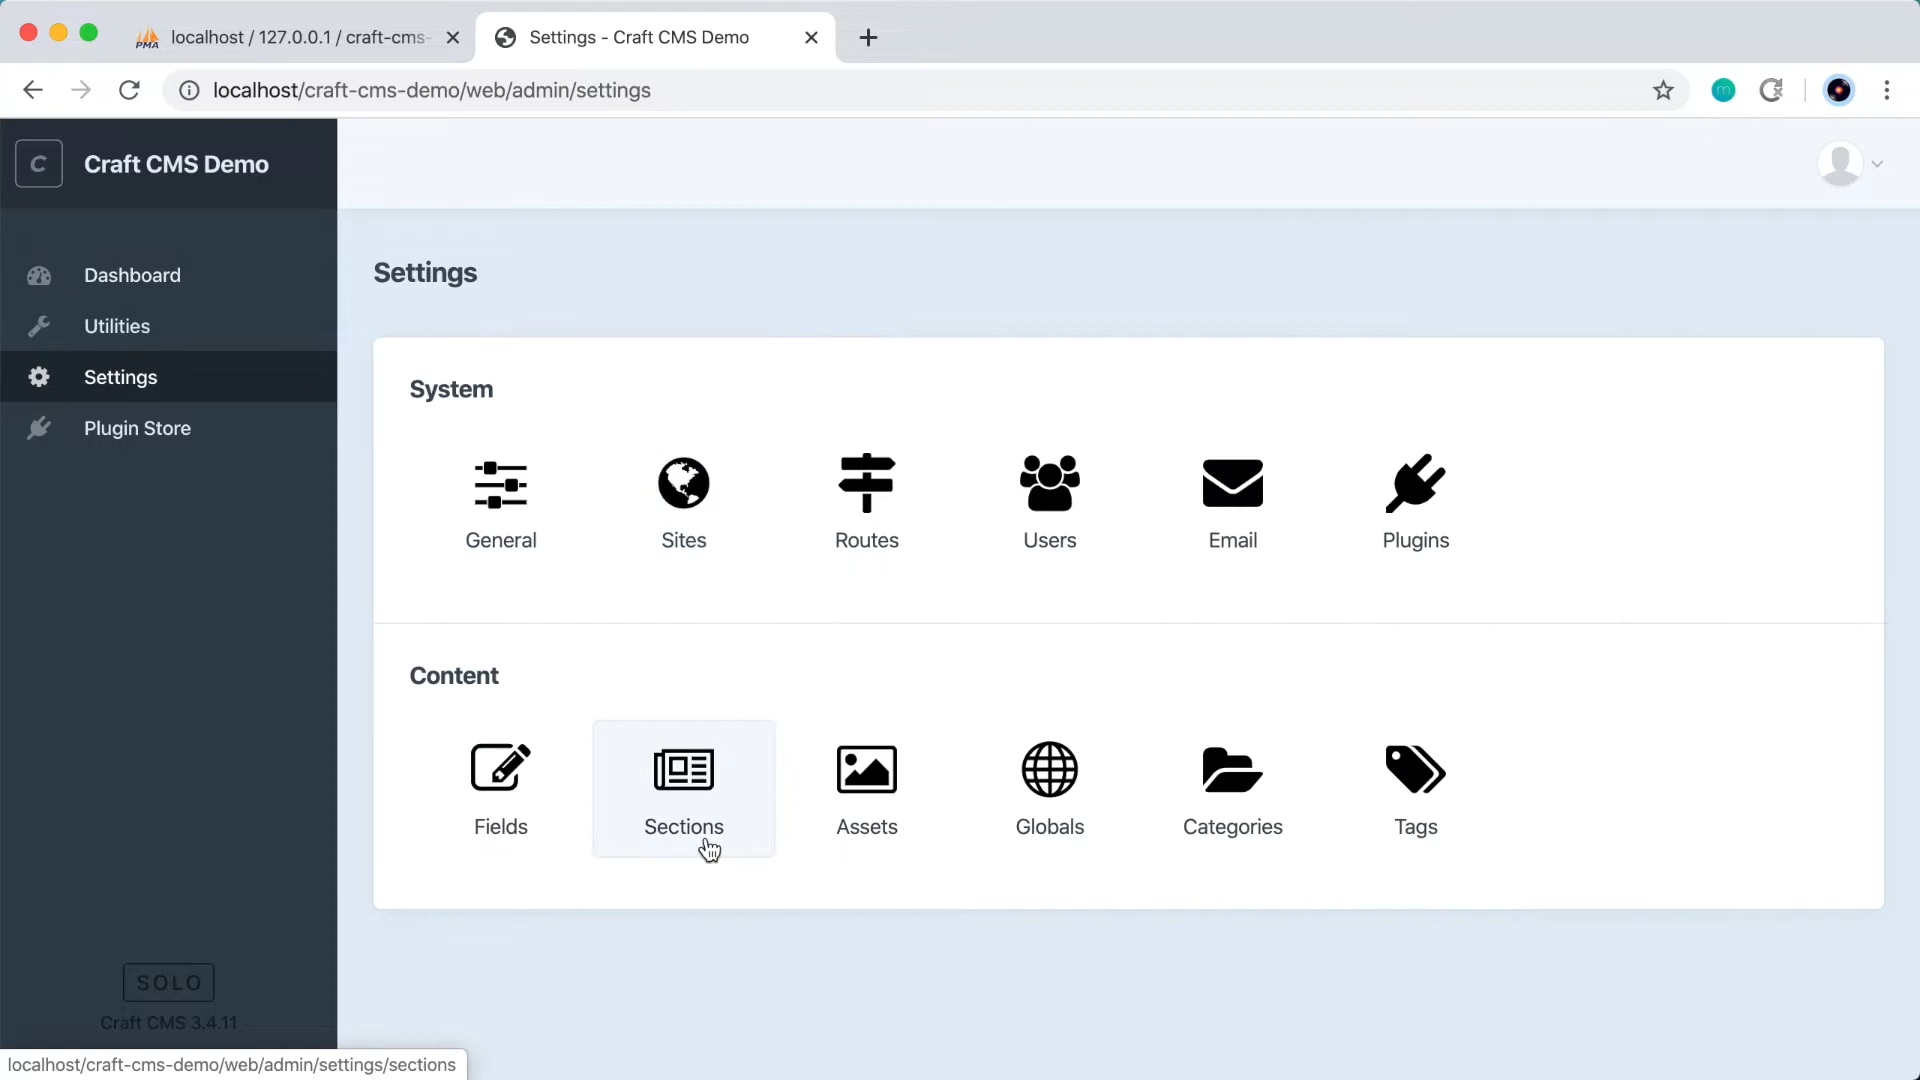 PMA localhost / 127.0.0.1 / craft-cms-
Settings - Craft CMS Demo
localhost/craft-cms-demo/web/admin/settings
m
C Craft CMS Demo
Dashboard
Utilities
Settings
Plugin Store
Settings
System
General Sites Routes Users Email Plugins
Content
Fields Sections Assets Globals Categories Tags
SOLO
Craft CMS 3.4.11
localhost/craft-cms-demo/web/admin/settings/sections